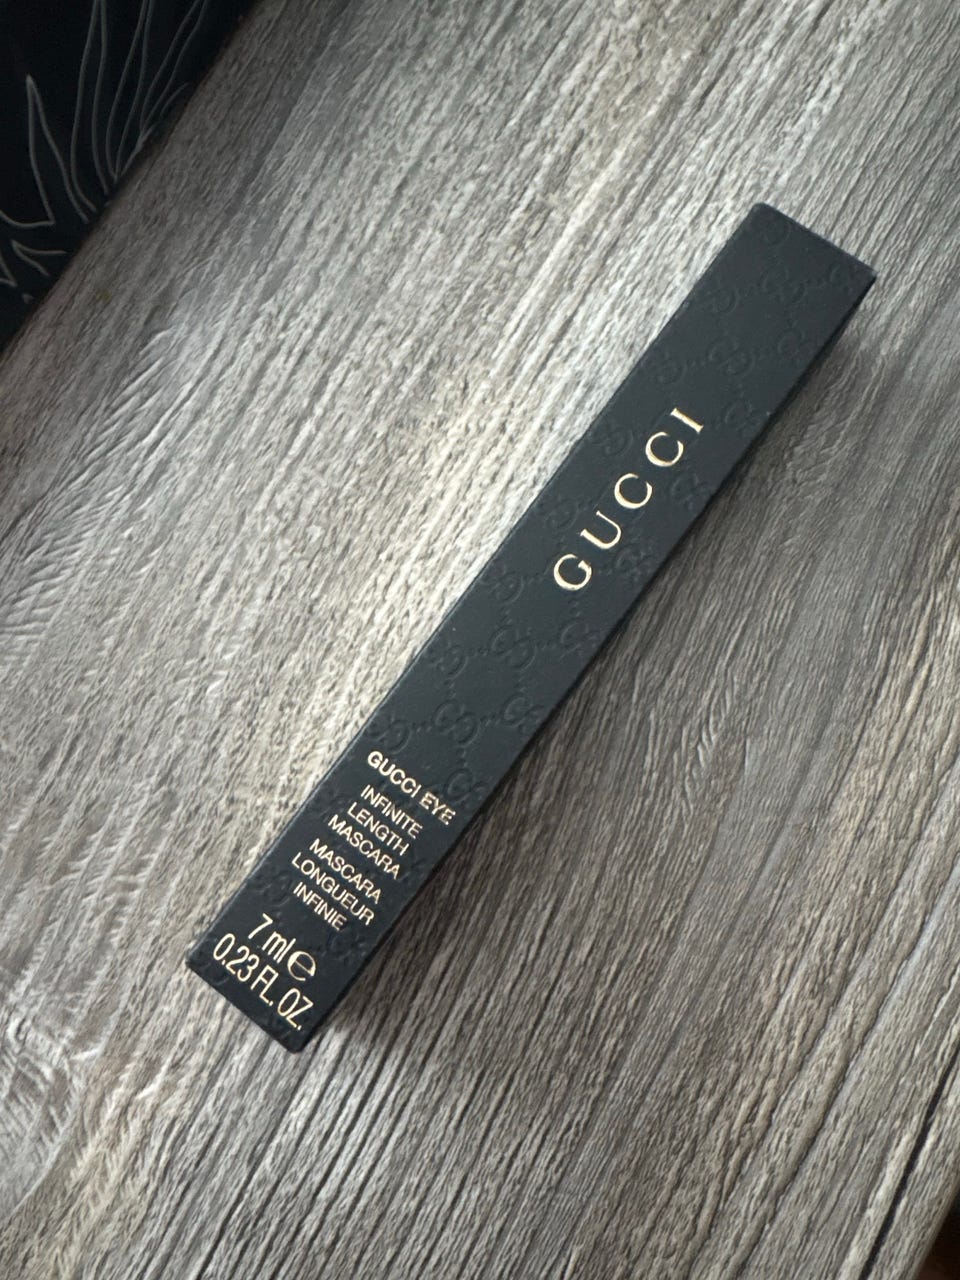 GUCCI
GUCCI EYE
INFINITE
LENGTH
MASCARA
MASCARA
LONGUEUR
INFINIE
7 ml ℮
0.23 FL. OZ.